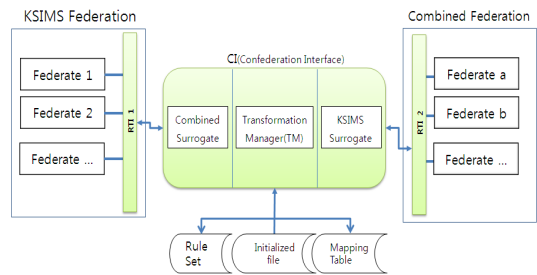 KSIMS Federation
Combined Federation
CI(Confederation Interface)
Federate 1
Federate 2
Federate ...
RTI 1
Combined
Surrogate
Transformation
Manager(TM)
KSIMS
Surrogate
RTI 2
Federate a
Federate b
Federate ...
Rule
Set
Initialized
file
Mapping
Table